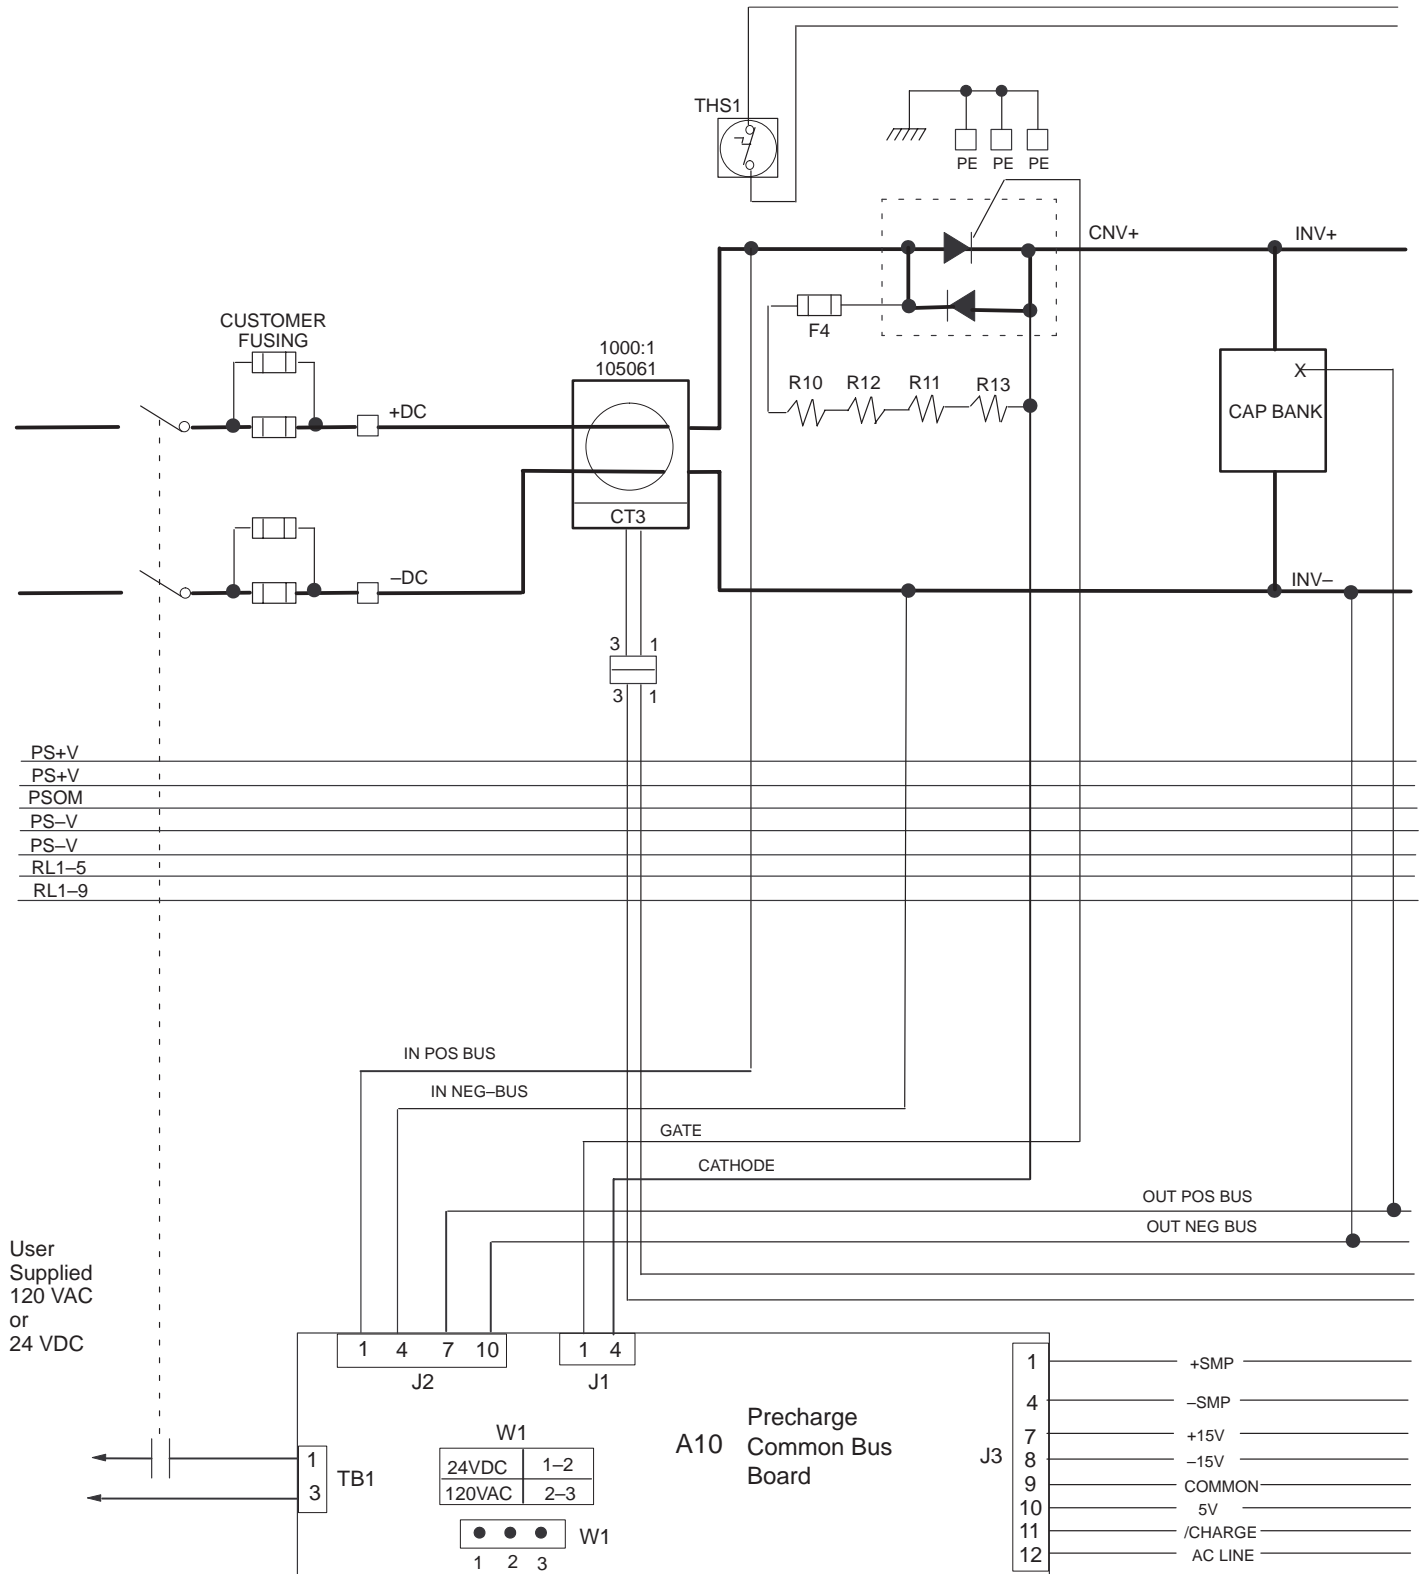 THS1
PE PE PE
CNV+ INV+
F4
CUSTOMER
FUSING
1000:1
105061
R10 R12 R11 R13
X
+DC
CAP BANK
CT3
–DC
INV–
3 1
3 1
PS+V
PS+V
PSOM
PS–V
PS–V
RL1–5
RL1–9
IN POS BUS
IN NEG–BUS
GATE
CATHODE
OUT POS BUS
OUT NEG BUS
User
Supplied
120 VAC
or
24 VDC
1 4 7 10
J2
1 4
J1
1 +SMP
4 –SMP
7 +15V
8 –15V
9 COMMON
10 5V
11 /CHARGE
12 AC LINE
J3
A10
Precharge
Common Bus
Board
W1
24VDC 1–2
120VAC 2–3
1
3
TB1
W1
1 2 3